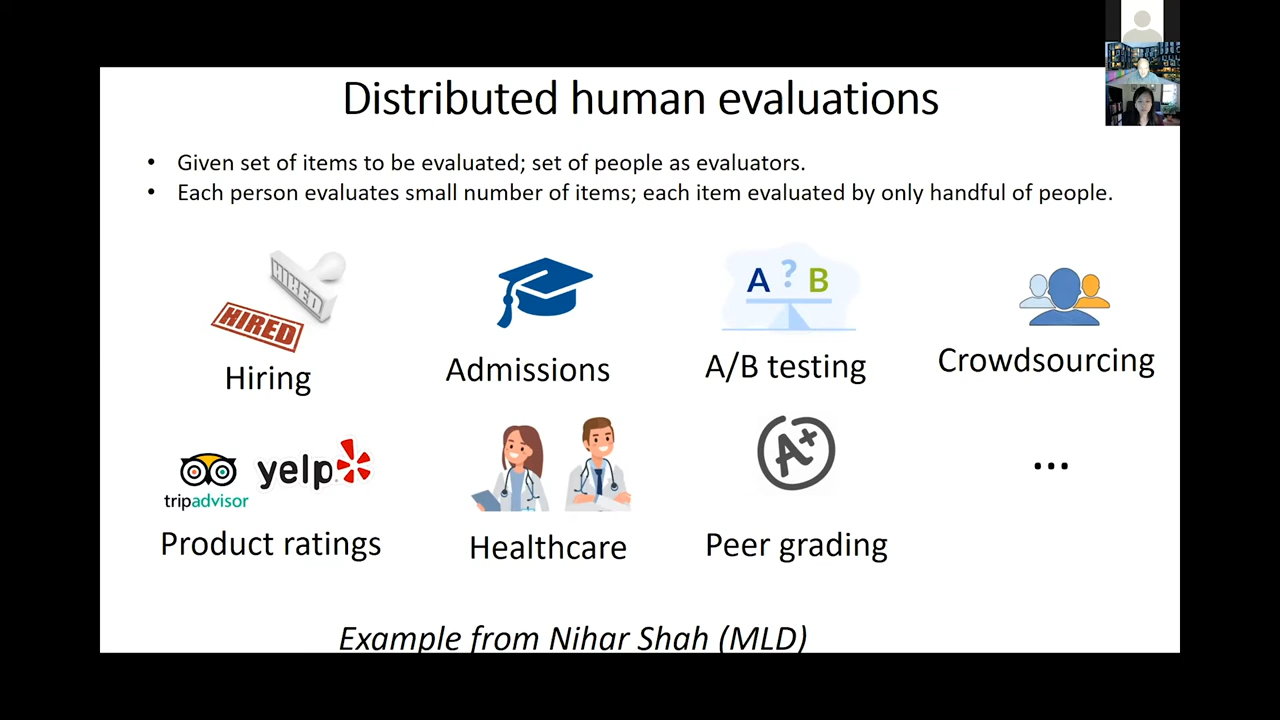 Distributed human evaluations
• Given set of items to be evaluated; set of people as evaluators.
• Each person evaluates small number of items; each item evaluated by only handful of people.
HIRED
HIRED
Hiring
Admissions
A ? B
A/B testing
Crowdsourcing
tripadvisor
yelp
Product ratings
Healthcare
A+
Peer grading
...
Example from Nihar Shah (MLD)